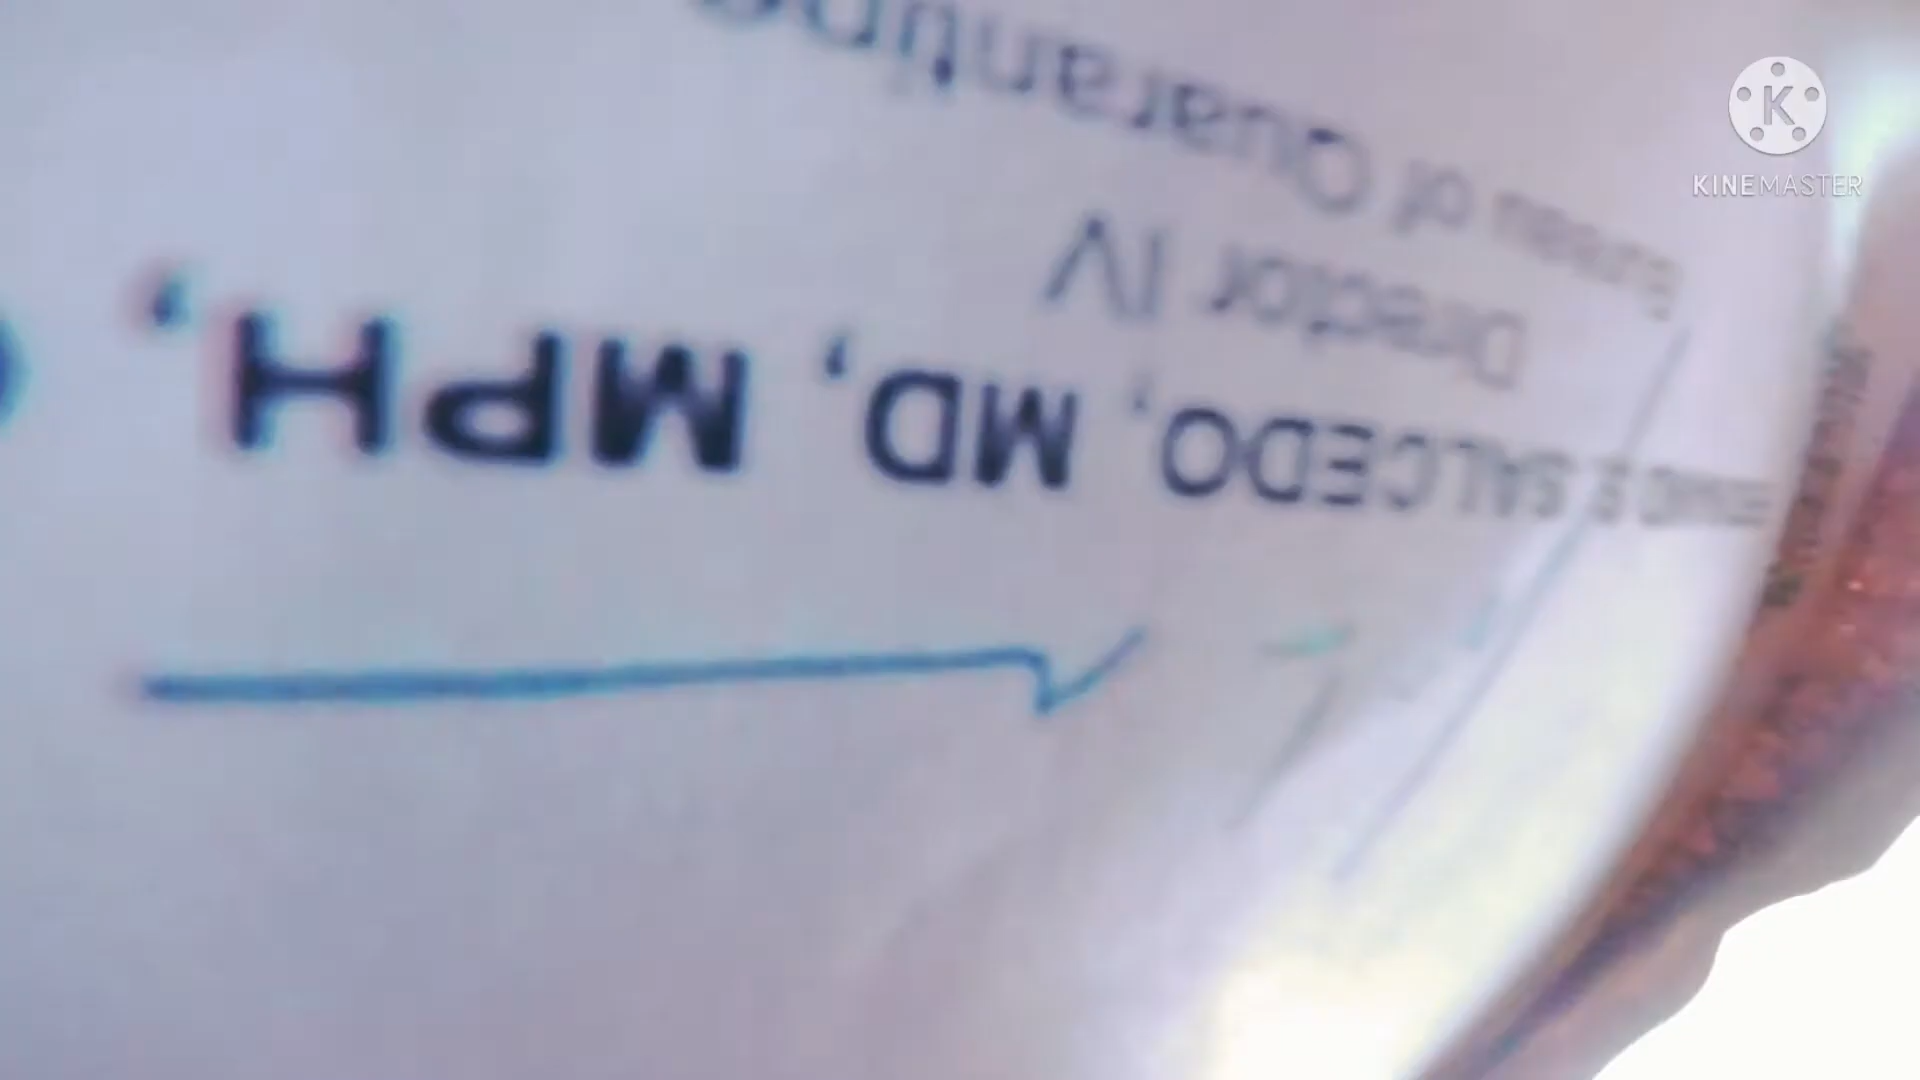 SALCEDO, MD, MPH,
Director IV
Bureau of Quarantine
KINEMASTER